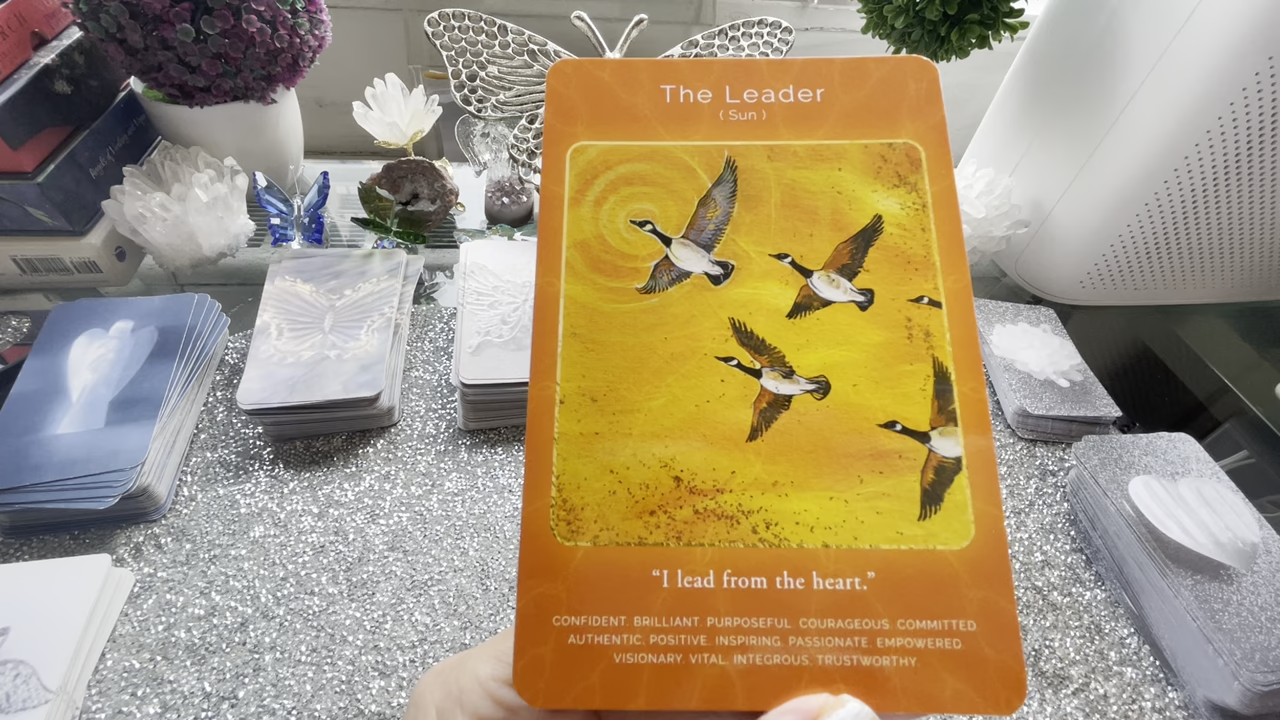 The Leader
( Sun )
"I lead from the heart."
CONFIDENT. BRILLIANT. PURPOSEFUL. COURAGEOUS. COMMITTED
AUTHENTIC. POSITIVE. INSPIRING. PASSIONATE. EMPOWERED.
VISIONARY. VITAL. INTEGROUS. TRUSTWORTHY.